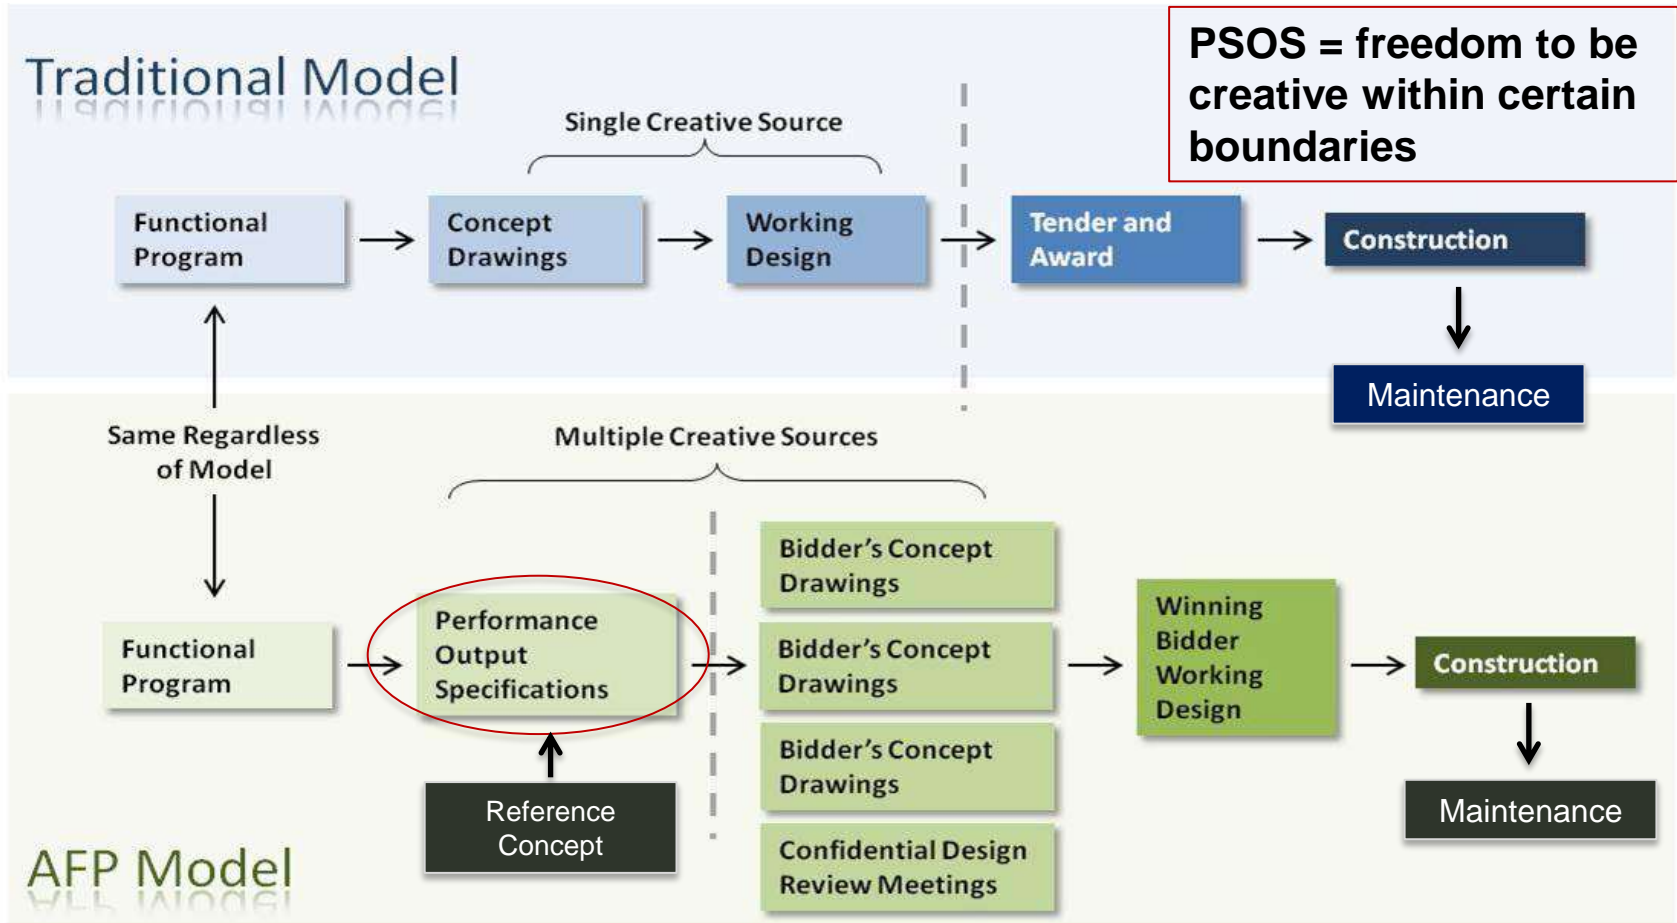 Traditional Model
PSOS = freedom to be
creative within certain
boundaries
Single Creative Source
Functional
Program
Concept
Drawings
Working
Design
Tender and
Award
Construction
Maintenance
Same Regardless
of Model
Multiple Creative Sources
Functional
Program
Performance
Output
Specifications
Reference
Concept
Bidder's Concept
Drawings
Bidder's Concept
Drawings
Bidder's Concept
Drawings
Confidential Design
Review Meetings
Winning
Bidder
Working
Design
Construction
Maintenance
AFP Model